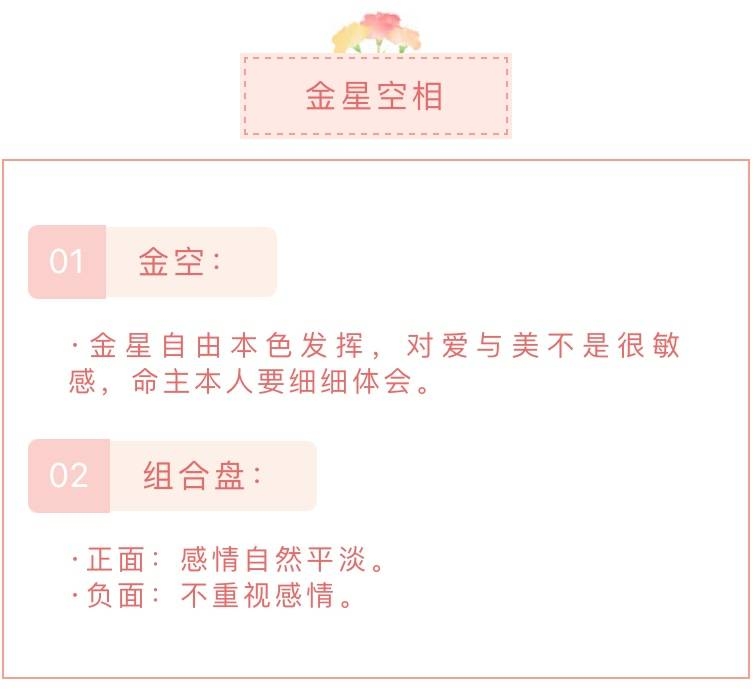 金星空相
01 金空：
·金星自由本色发挥，对爱与美不是很敏
感，命主本人要细细体会。
02 组合盘：
·正面：感情自然平淡。
·负面：不重视感情。